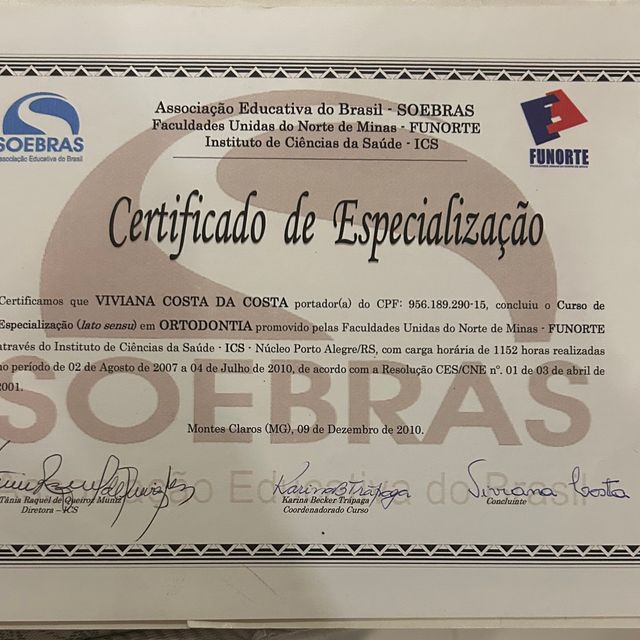 Associação Educativa do Brasil - SOEBRAS
Faculdades Unidas do Norte de Minas - FUNORTE
Instituto de Ciências da Saúde - ICS
SOEBRAS
Associação Educativa do Brasil
FUNORTE
Certificado de Especialização
Certificamos que VIVIANA COSTA DA COSTA portador(a) do CPF: 956.189.290-15, concluiu o Curso de
Especialização (lato sensu) em ORTODONTIA promovido pelas Faculdades Unidas do Norte de Minas - FUNORTE
através do Instituto de Ciências da Saúde - ICS - Núcleo Porto Alegre/RS, com carga horária de 1152 horas realizadas
no período de 02 de Agosto de 2007 a 04 de Julho de 2010, de acordo com a Resolução CES/CNE nº. 01 de 03 de abril de
2001.
SOEBRAS
Montes Claros (MG), 09 de Dezembro de 2010.
Educativa do Brasil
Karina B Trápaga
Viviana Costa
Tânia Raquel de Queiroz Muniz
Diretora – ICS
Karina Becker Trápaga
Coordenadorado Curso
Concluinte